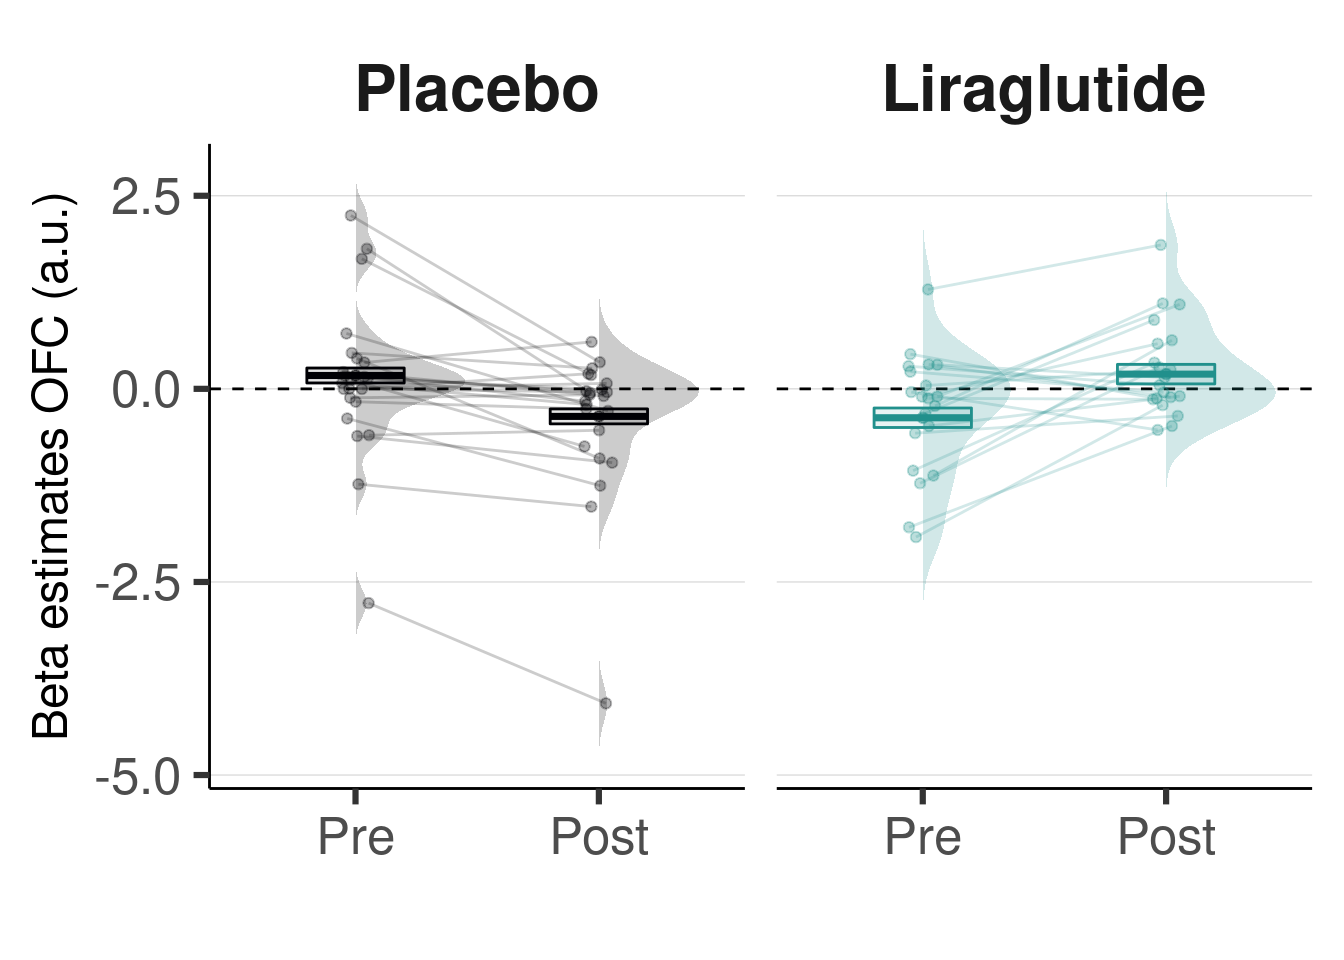 Placebo
Liraglutide
Beta estimates OFC (a.u.)
2.5
0.0
-2.5
-5.0
Pre
Post
Pre
Post